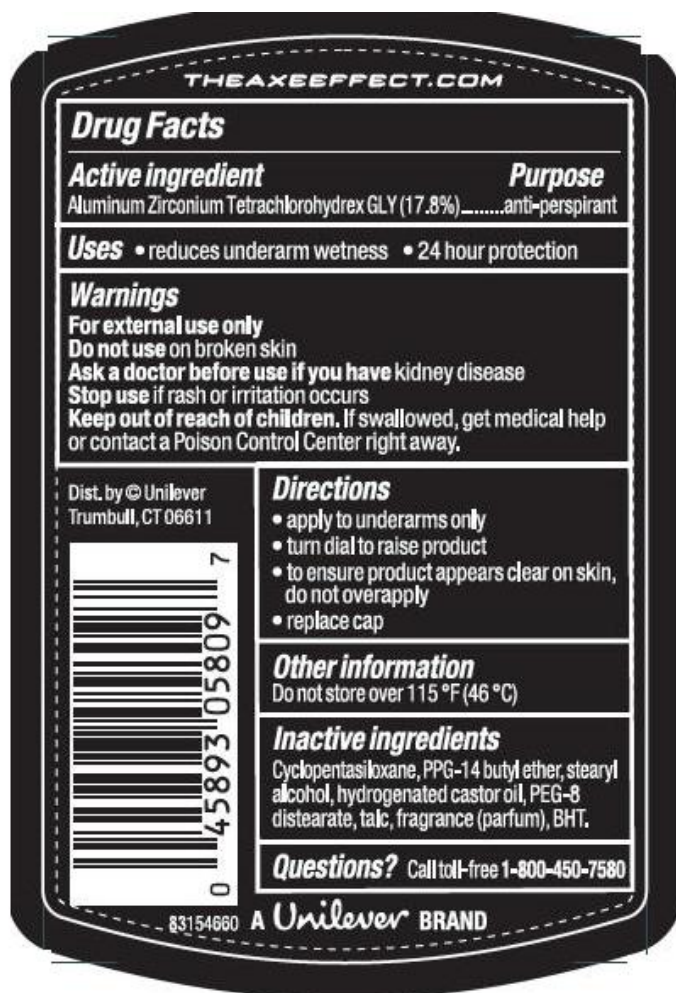 THEAXEEFFECT.COM
Drug Facts
Active ingredient Purpose
Aluminum Zirconium Tetrachlorohydrex GLY (17.8%)..........anti-perspirant
Uses • reduces underarm wetness • 24 hour protection
Warnings
For external use only
Do not use on broken skin
Ask a doctor before use if you have kidney disease
Stop use if rash or irritation occurs
Keep out of reach of children. If swallowed, get medical help
or contact a Poison Control Center right away.
Dist. by © Unilever
Trumbull, CT 06611
0 45893 05809 7
Directions
• apply to underarms only
• turn dial to raise product
• to ensure product appears clear on skin,
do not overapply
• replace cap
Other information
Do not store over 115 °F (46 °C)
Inactive ingredients
Cyclopentasiloxane, PPG-14 butyl ether, stearyl
alcohol, hydrogenated castor oil, PEG-8
distearate, talc, fragrance (parfum), BHT.
Questions? Call toll-free 1-800-450-7580
83154660 A Unilever BRAND